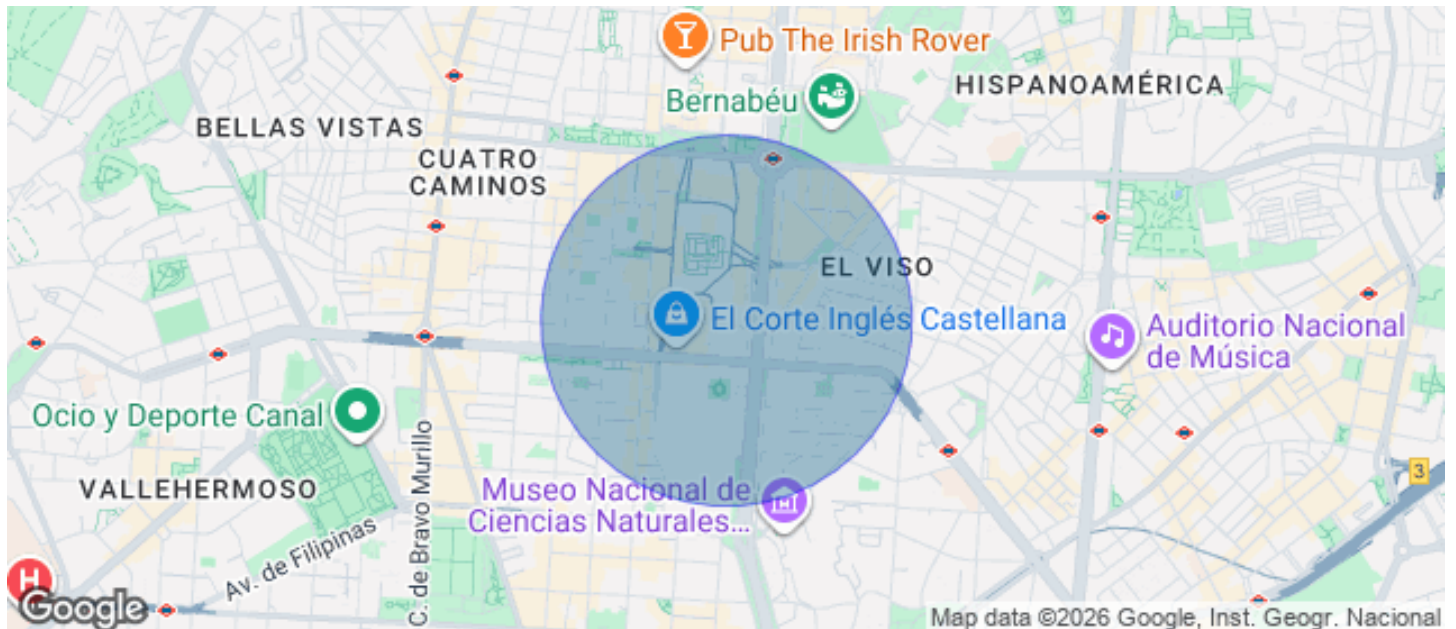 Pub The Irish Rover
Bernabéu
HISPANOAMÉRICA
BELLAS VISTAS
CUATRO
CAMINOS
EL VISO
El Corte Inglés Castellana
Auditorio Nacional
de Música
Ocio y Deporte Canal
C. de Bravo Murillo
VALLEHERMOSO
Museo Nacional de
Ciencias Naturales...
3
Av. de Filipinas
H
Google
Map data ©2026 Google, Inst. Geogr. Nacional